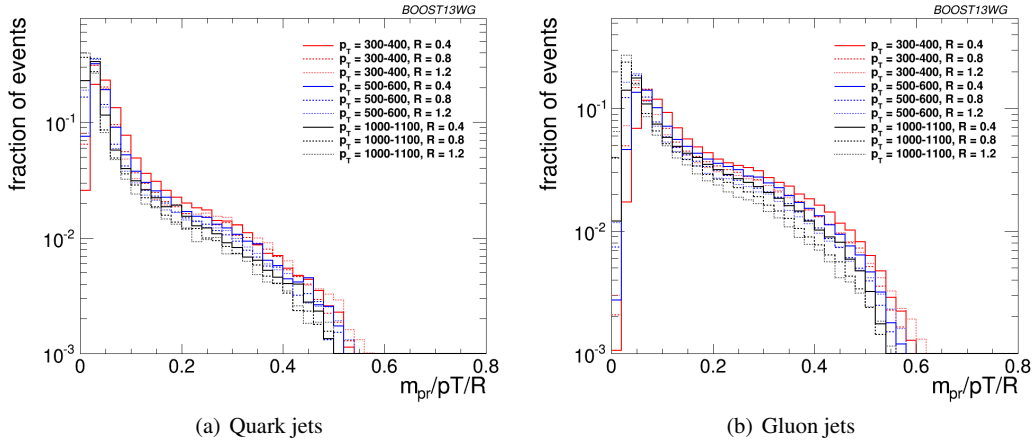 BOOST13WG
fraction of events
p_T = 300-400, R = 0.4
p_T = 300-400, R = 0.8
p_T = 300-400, R = 1.2
p_T = 500-600, R = 0.4
p_T = 500-600, R = 0.8
p_T = 500-600, R = 1.2
p_T = 1000-1100, R = 0.4
p_T = 1000-1100, R = 0.8
p_T = 1000-1100, R = 1.2
10^-1
10^-2
10^-3
0 0.2 0.4 0.6 0.8
m_pr/pT/R
(a) Quark jets
BOOST13WG
fraction of events
p_T = 300-400, R = 0.4
p_T = 300-400, R = 0.8
p_T = 300-400, R = 1.2
p_T = 500-600, R = 0.4
p_T = 500-600, R = 0.8
p_T = 500-600, R = 1.2
p_T = 1000-1100, R = 0.4
p_T = 1000-1100, R = 0.8
p_T = 1000-1100, R = 1.2
10^-1
10^-2
10^-3
0 0.2 0.4 0.6 0.8
m_pr/pT/R
(b) Gluon jets